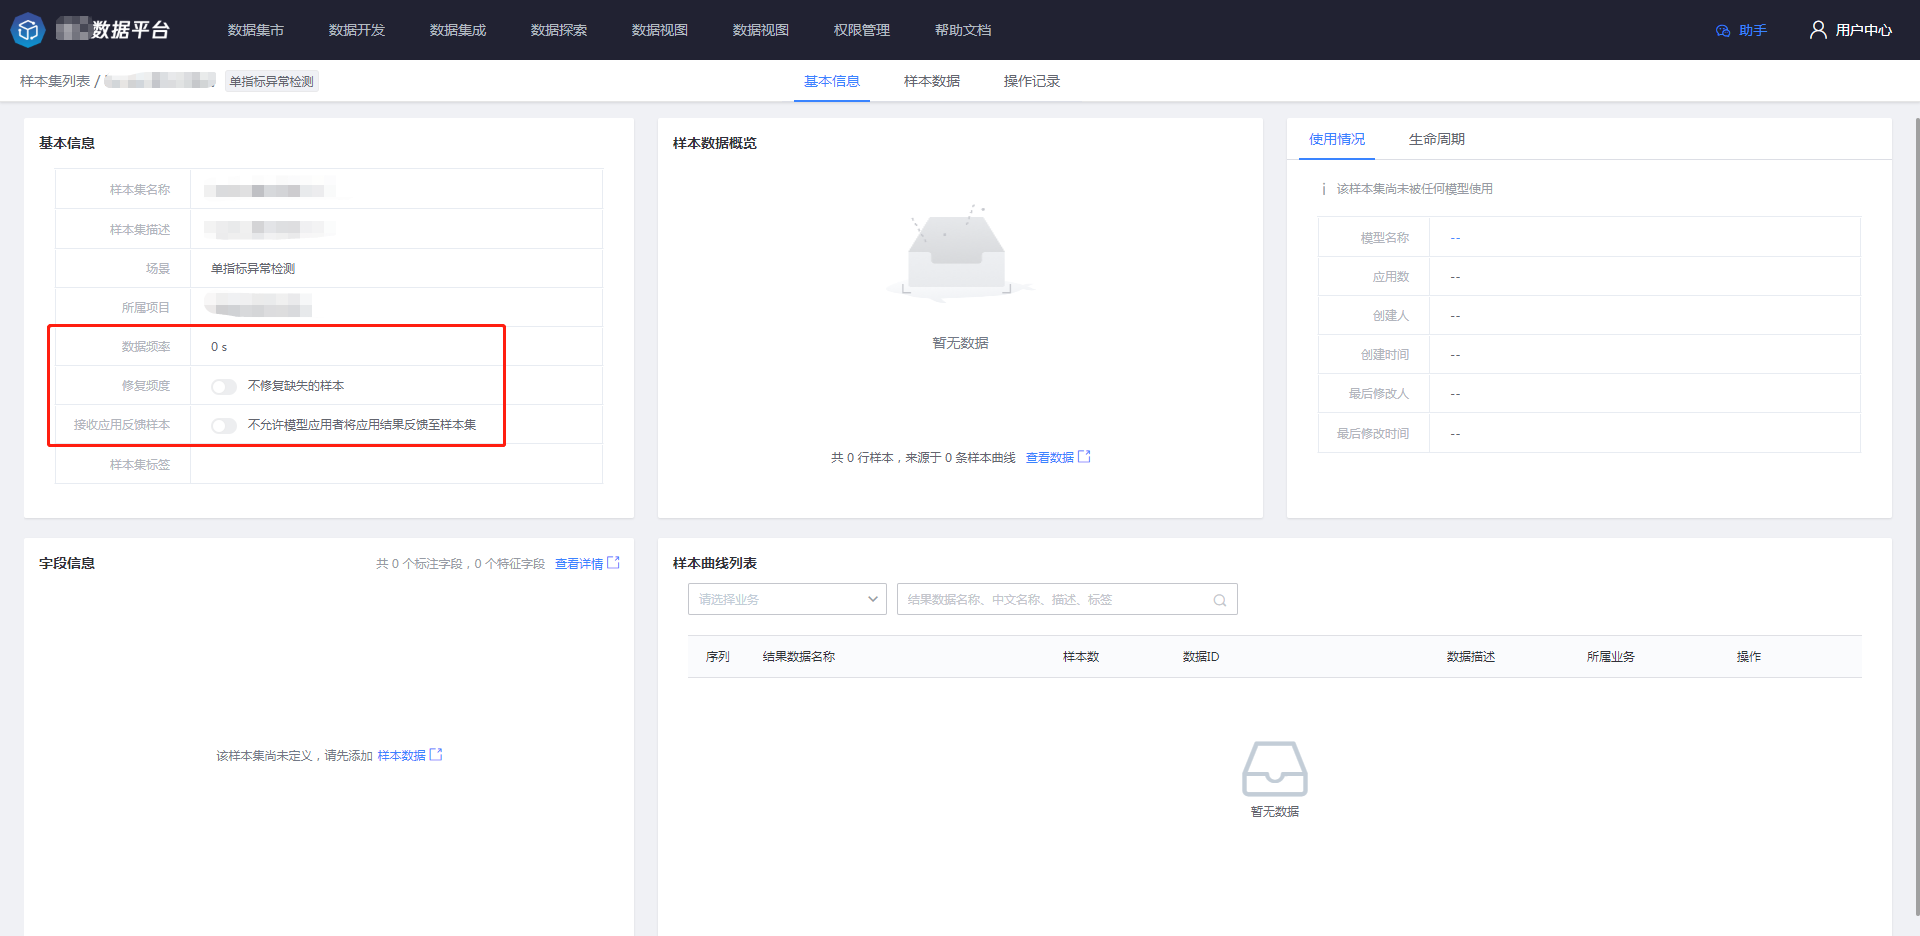 数据平台 数据集市 数据开发 数据集成 数据探索 数据视图 数据视图 权限管理 帮助文档 助手 用户中心
样本集列表 / 单指标异常检测 基本信息 样本数据 操作记录
基本信息
样本集名称
样本集描述
场景 单指标异常检测
所属项目
数据频率 0 s
修复频度 不修复缺失的样本
接收应用反馈样本 不允许模型应用者将应用结果反馈至样本集
样本集标签
样本数据概览
暂无数据
共 0 行样本，来源于 0 条样本曲线 查看数据
使用情况 生命周期
i 该样本集尚未被任何模型使用
模型名称 --
应用数 --
创建人 --
创建时间 --
最后修改人 --
最后修改时间 --
字段信息 共 0 个标注字段，0 个特征字段 查看详情
该样本集尚未定义，请先添加 样本数据
样本曲线列表
请选择业务 结果数据名称、中文名称、描述、标签
序列 结果数据名称 样本数 数据ID 数据描述 所属业务 操作
暂无数据